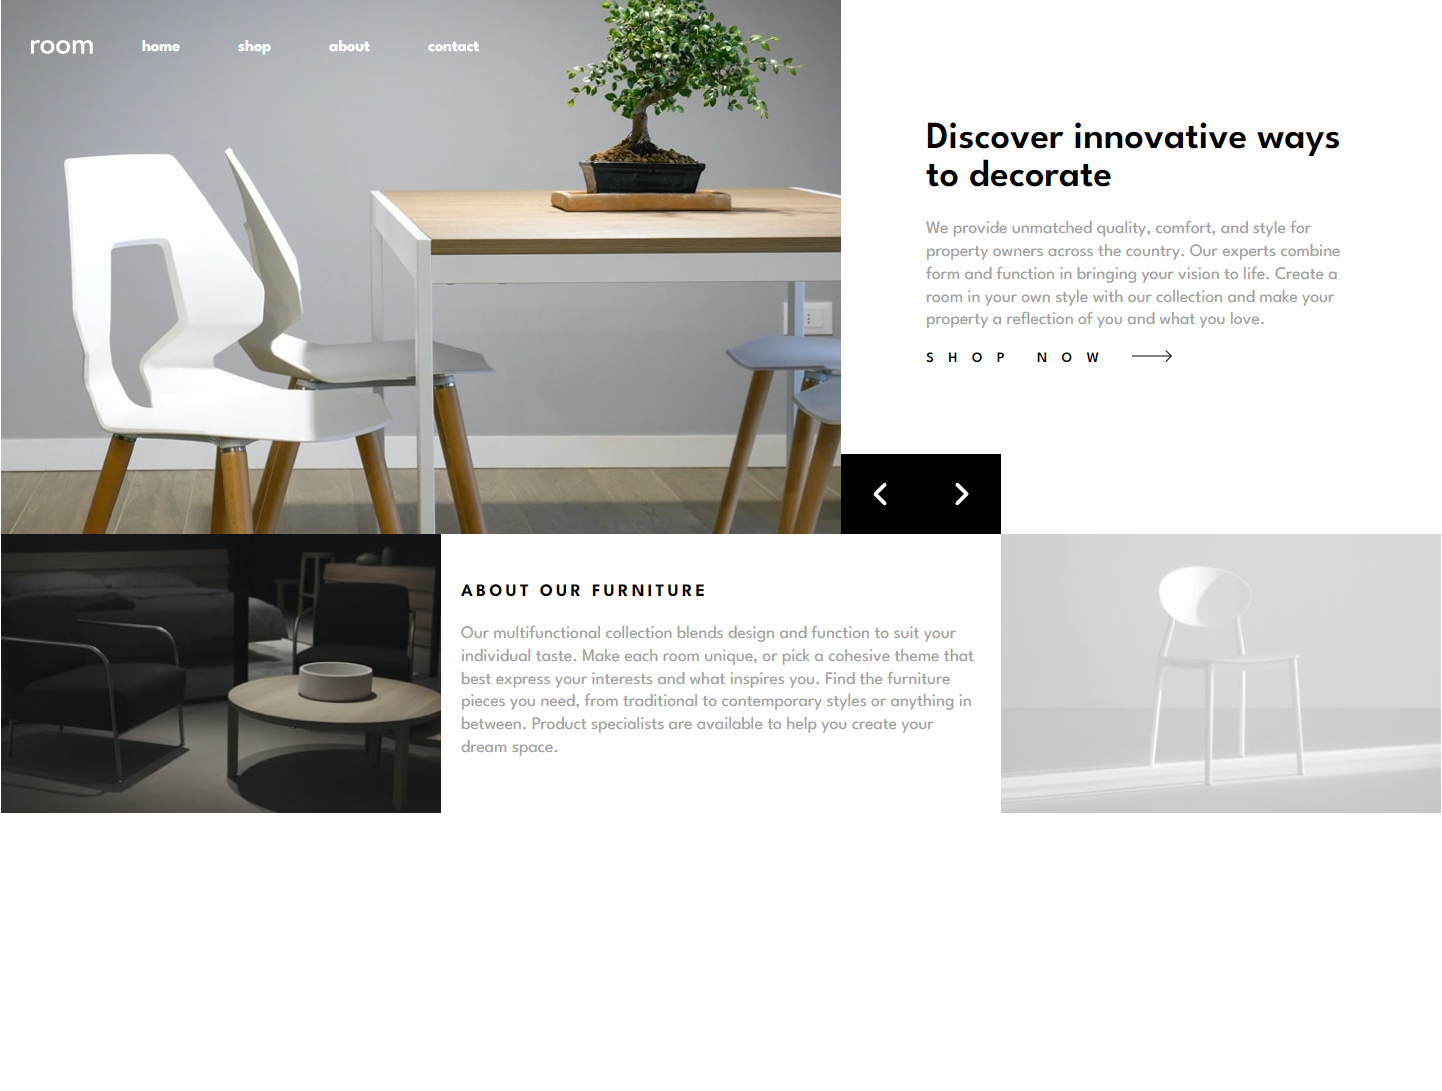 room home shop about contact
Discover innovative ways
to decorate
We provide unmatched quality, comfort, and style for
property owners across the country. Our experts combine
form and function in bringing your vision to life. Create a
room in your own style with our collection and make your
property a reflection of you and what you love.
SHOP NOW
ABOUT OUR FURNITURE
Our multifunctional collection blends design and function to suit your
individual taste. Make each room unique, or pick a cohesive theme that
best express your interests and what inspires you. Find the furniture
pieces you need, from traditional to contemporary styles or anything in
between. Product specialists are available to help you create your
dream space.